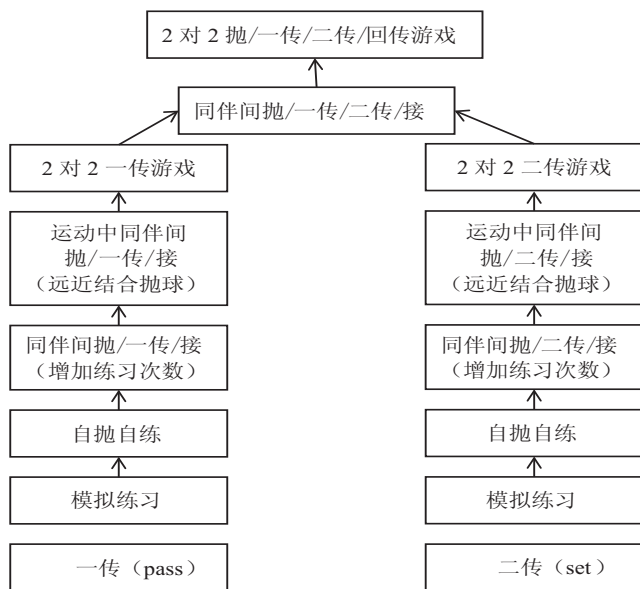 2 对 2 抛/一传/二传/回传游戏
同伴间抛/一传/二传/接
2 对 2 一传游戏
2 对 2 二传游戏
运动中同伴间
抛/一传/接
（远近结合抛球）
运动中同伴间
抛/二传/接
（远近结合抛球）
同伴间抛/一传/接
（增加练习次数）
同伴间抛/二传/接
（增加练习次数）
自抛自练
自抛自练
模拟练习
模拟练习
一传（pass）
二传（set）